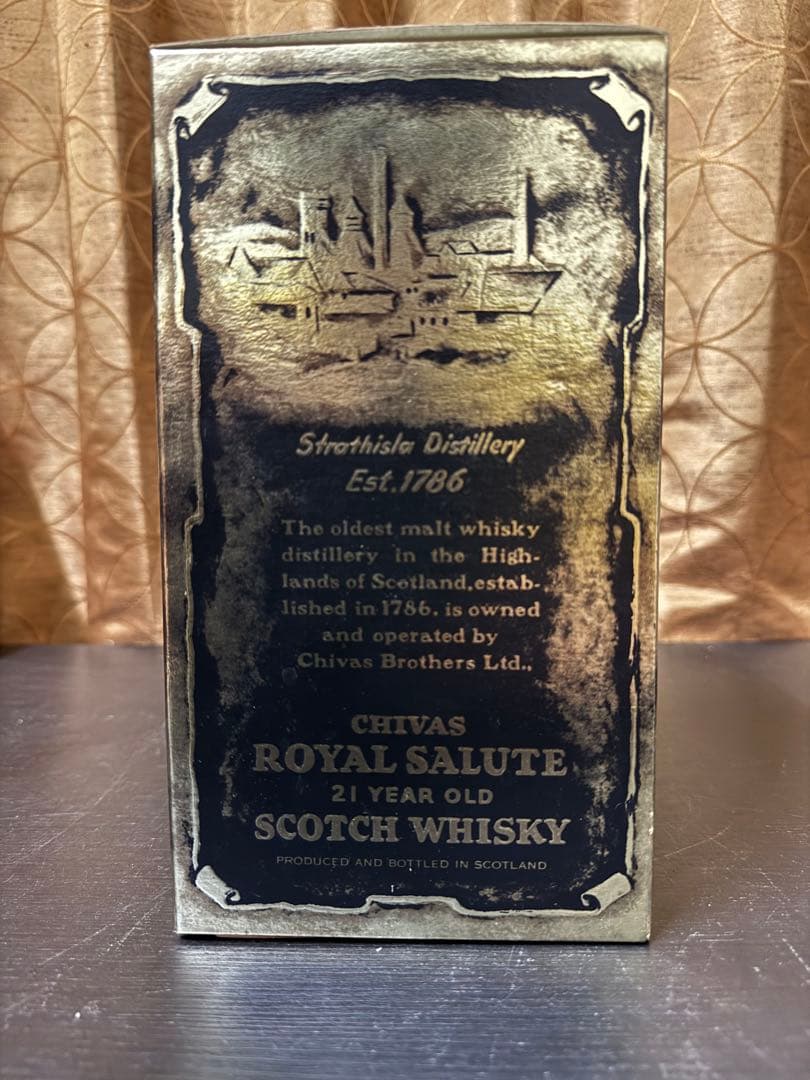 Strathisla Distillery
Est.1786
The oldest malt whisky
distillery in the High-
lands of Scotland,estab-
lished in 1786, is owned
and operated by
Chivas Brothers Ltd.,
CHIVAS
ROYAL SALUTE
21 YEAR OLD
SCOTCH WHISKY
PRODUCED AND BOTTLED IN SCOTLAND